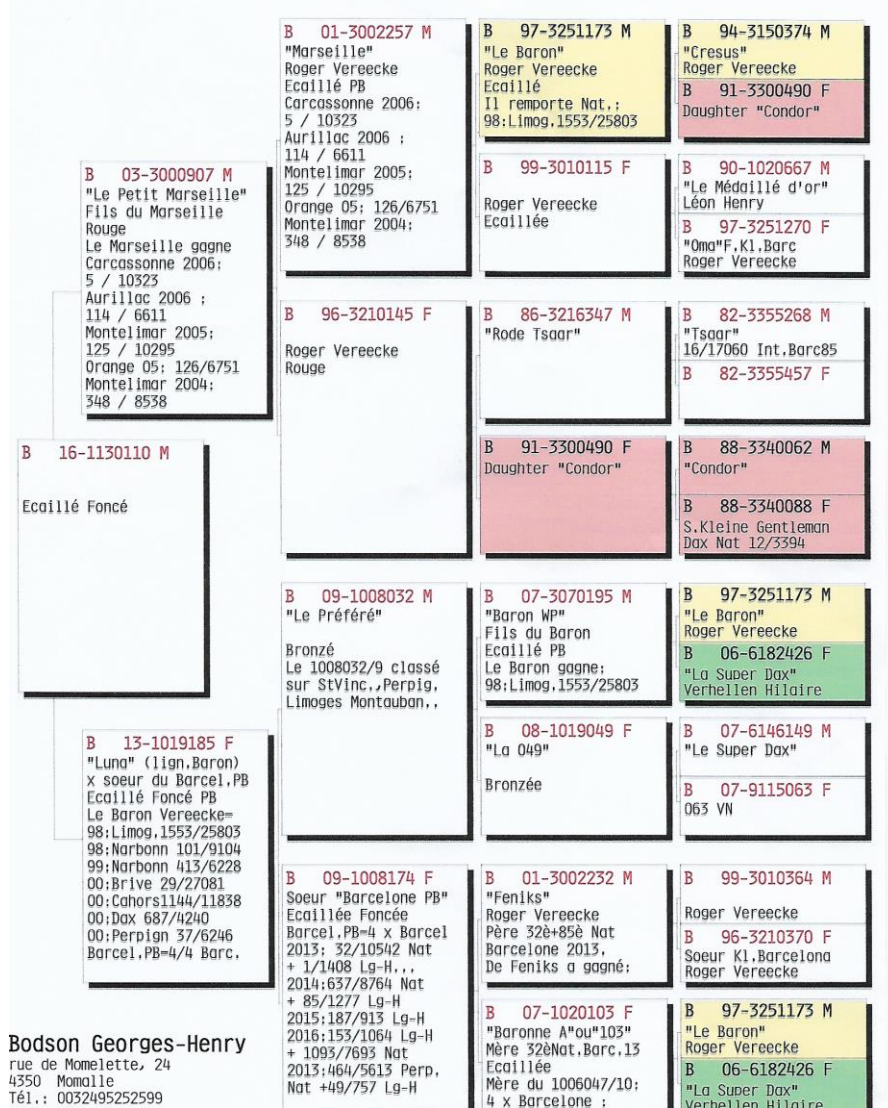 B 16-1130110 M
Ecaillé Foncé
B 03-3000907 M
"Le Petit Marseille"
Fils du Marseille
Rouge
Le Marseille gagne
Carcassonne 2006:
5 / 10323
Aurillac 2006 :
114 / 6611
Montelimar 2005:
125 / 10295
Orange 05: 126/6751
Montelimar 2004:
348 / 8538
B 13-1019185 F
"Luna" (lign.Baron)
x soeur du Barcel.PB
Ecaillé Foncé PB
Le Baron Vereecke=
98:Limog.1553/25803
98:Narbonn 101/9104
99:Narbonn 413/6228
00:Brive 29/27081
00:Cahors1144/11838
00:Dax 687/4240
00:Perpign 37/6246
Barcel.PB=4/4 Barc.
B 01-3002257 M
"Marseille"
Roger Vereecke
Ecaillé PB
Carcassonne 2006:
5 / 10323
Aurillac 2006 :
114 / 6611
Montelimar 2005:
125 / 10295
Orange 05: 126/6751
Montelimar 2004:
348 / 8538
B 96-3210145 F
Roger Vereecke
Rouge
B 09-1008032 M
"Le Préféré"
Bronzé
Le 1008032/9 classé
sur StVinc.,Perpig.
Limoges Montauban..
B 09-1008174 F
Soeur "Barcelone PB"
Ecaillée Foncée
Barcel.PB=4 x Barcel
2013: 32/10542 Nat
+ 1/1408 Lg-H...
2014:637/8764 Nat
+ 85/1277 Lg-H
2015:187/913 Lg-H
2016:153/1064 Lg-H
+ 1093/7693 Nat
2013:464/5613 Perp.
Nat +49/757 Lg-H
B 97-3251173 M
"Le Baron"
Roger Vereecke
Ecaillé
Il remporte Nat.:
98:Limog.1553/25803
B 99-3010115 F
Roger Vereecke
Ecaillée
B 86-3216347 M
"Rode Tsaar"
B 91-3300490 F
Daughter "Condor"
B 07-3070195 M
"Baron WP"
Fils du Baron
Ecaillé PB
Le Baron gagne:
98:Limog.1553/25803
B 08-1019049 F
"La 049"
Bronzée
B 01-3002232 M
"Feniks"
Roger Vereecke
Père 32è+85è Nat
Barcelone 2013.
De Feniks a gagné:
B 07-1020103 F
"Baronne A"ou"103"
Mère 32èNat.Barc.13
Ecaillée
Mère du 1006047/10:
4 x Barcelone :
B 94-3150374 M
"Cresus"
Roger Vereecke
B 91-3300490 F
Daughter "Condor"
B 90-1020667 M
"Le Médaillé d'or"
Léon Henry
B 97-3251270 F
"Oma"F.Kl.Barc
Roger Vereecke
B 82-3355268 M
"Tsaar"
16/17060 Int.Barc85
B 82-3355457 F
B 88-3340062 M
"Condor"
B 88-3340088 F
S.Kleine Gentleman
Dax Nat 12/3394
B 97-3251173 M
"Le Baron"
Roger Vereecke
B 06-6182426 F
"La Super Dax"
Verhellen Hilaire
B 07-6146149 M
"Le Super Dax"
B 07-9115063 F
063 VN
B 99-3010364 M
Roger Vereecke
B 96-3210370 F
Soeur Kl.Barcelona
Roger Vereecke
B 97-3251173 M
"Le Baron"
Roger Vereecke
B 06-6182426 F
"La Super Dax"
Verhellen Hilaire
Bodson Georges-Henry
rue de Momelette, 24
4350 Momalle
Tél.: 0032495252599